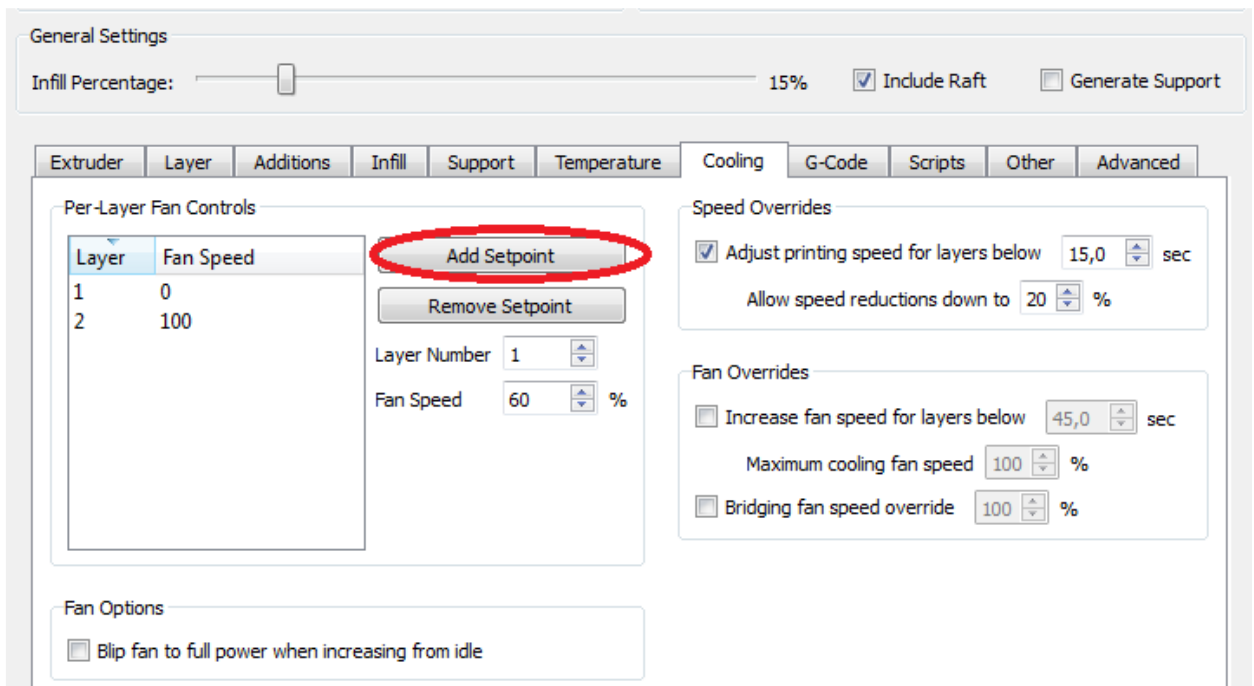 General Settings
Infill Percentage: 15% Include Raft Generate Support
Extruder Layer Additions Infill Support Temperature Cooling G-Code Scripts Other Advanced
Per-Layer Fan Controls
Layer Fan Speed
1 0
2 100
Add Setpoint
Remove Setpoint
Layer Number 1
Fan Speed 60 %
Speed Overrides
Adjust printing speed for layers below 15,0 sec
Allow speed reductions down to 20 %
Fan Overrides
Increase fan speed for layers below 45,0 sec
Maximum cooling fan speed 100 %
Bridging fan speed override 100 %
Fan Options
Blip fan to full power when increasing from idle